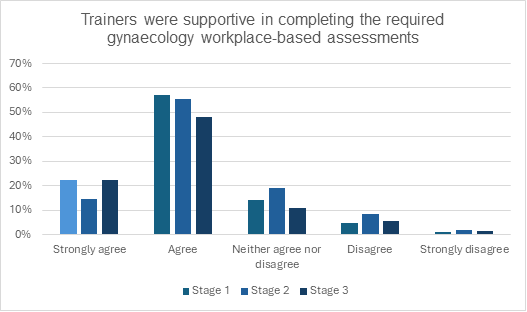 Trainers were supportive in completing the required
gynaecology workplace-based assessments
70%
60%
50%
40%
30%
20%
10%
0%
Strongly agree
Agree
Neither agree nor
disagree
Disagree
Strongly disagree
Stage 1 Stage 2 Stage 3